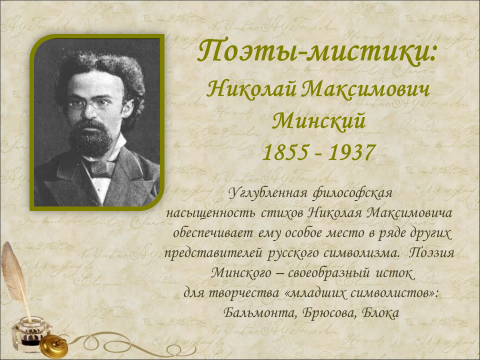 Поэты-мистики:
Николай Максимович
Минский
1855 - 1937
Углубленная философская
насыщенность стихов Николая Максимовича
обеспечивает ему особое место в ряде других
представителей русского символизма. Поэзия
Минского – своеобразный исток
для творчества «младших символистов»:
Бальмонта, Брюсова, Блока